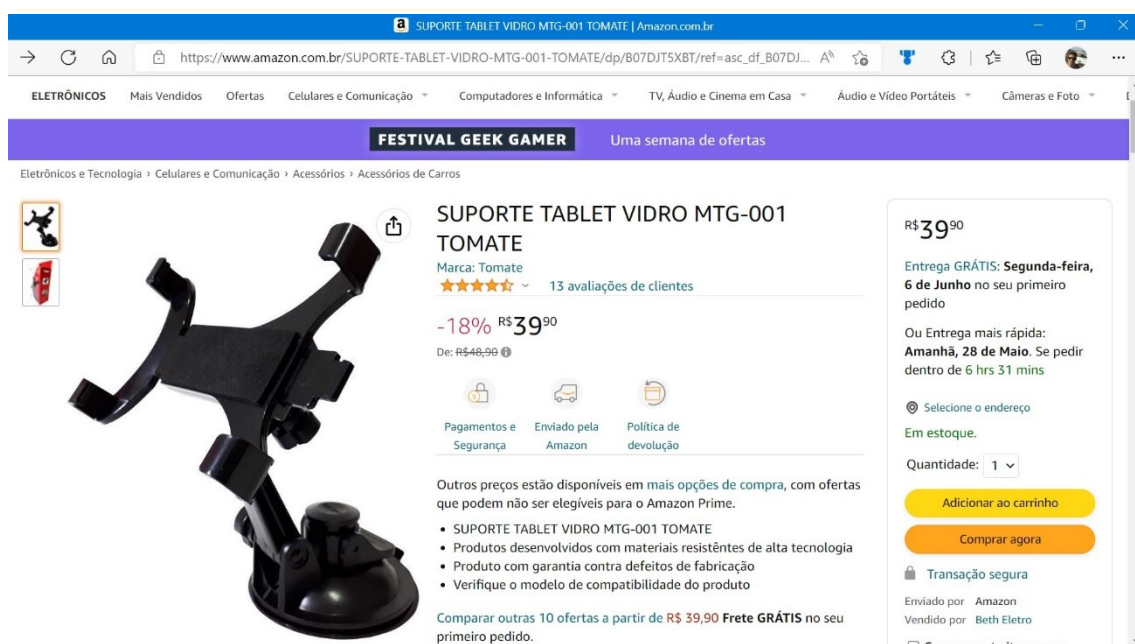 SUPORTE TABLET VIDRO MTG-001 TOMATE | Amazon.com.br
https://www.amazon.com.br/SUPORTE-TABLET-VIDRO-MTG-001-TOMATE/dp/B07DJT5XBT/ref=asc_df_B07DJ...
ELETRÔNICOS Mais Vendidos Ofertas Celulares e Comunicação Computadores e Informática TV, Áudio e Cinema em Casa Áudio e Vídeo Portáteis Câmeras e Foto
FESTIVAL GEEK GAMER Uma semana de ofertas
Eletrônicos e Tecnologia › Celulares e Comunicação › Acessórios › Acessórios de Carros
SUPORTE TABLET VIDRO MTG-001
TOMATE
Marca: Tomate
13 avaliações de clientes
-18% R$39,90
De: R$48,90
Pagamentos e Segurança
Enviado pela Amazon
Política de devolução
Outros preços estão disponíveis em mais opções de compra, com ofertas
que podem não ser elegíveis para o Amazon Prime.
• SUPORTE TABLET VIDRO MTG-001 TOMATE
• Produtos desenvolvidos com materiais resistêntes de alta tecnologia
• Produto com garantia contra defeitos de fabricação
• Verifique o modelo de compatibilidade do produto
Comparar outras 10 ofertas a partir de R$ 39,90 Frete GRÁTIS no seu
primeiro pedido.
R$39,90
Entrega GRÁTIS: Segunda-feira,
6 de Junho no seu primeiro
pedido
Ou Entrega mais rápida:
Amanhã, 28 de Maio. Se pedir
dentro de 6 hrs 31 mins
Selecione o endereço
Em estoque.
Quantidade: 1
Adicionar ao carrinho
Comprar agora
Transação segura
Enviado por Amazon
Vendido por Beth Eletro